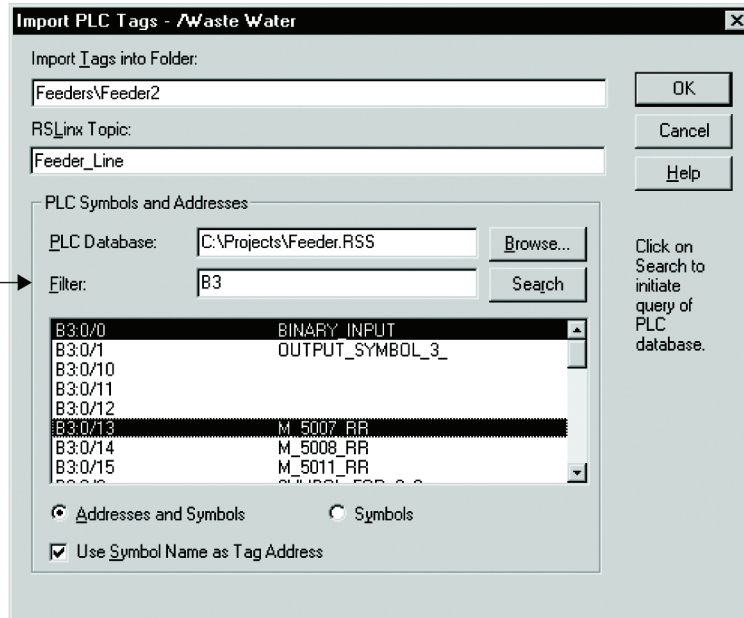 Import PLC Tags - /Waste Water
Import Tags into Folder:
Feeders\Feeder2
OK
RSLinx Topic:
Cancel
Feeder_Line
Help
PLC Symbols and Addresses
PLC Database:
C:\Projects\Feeder.RSS
Browse...
Filter:
B3
Search
Click on
Search to
initiate
query of
PLC
database.
B3:0/0 BINARY_INPUT
B3:0/1 OUTPUT_SYMBOL_3_
B3:0/10
B3:0/11
B3:0/12
B3:0/13 M_5007_RR
B3:0/14 M_5008_RR
B3:0/15 M_5011_RR
Addresses and Symbols
Symbols
Use Symbol Name as Tag Address